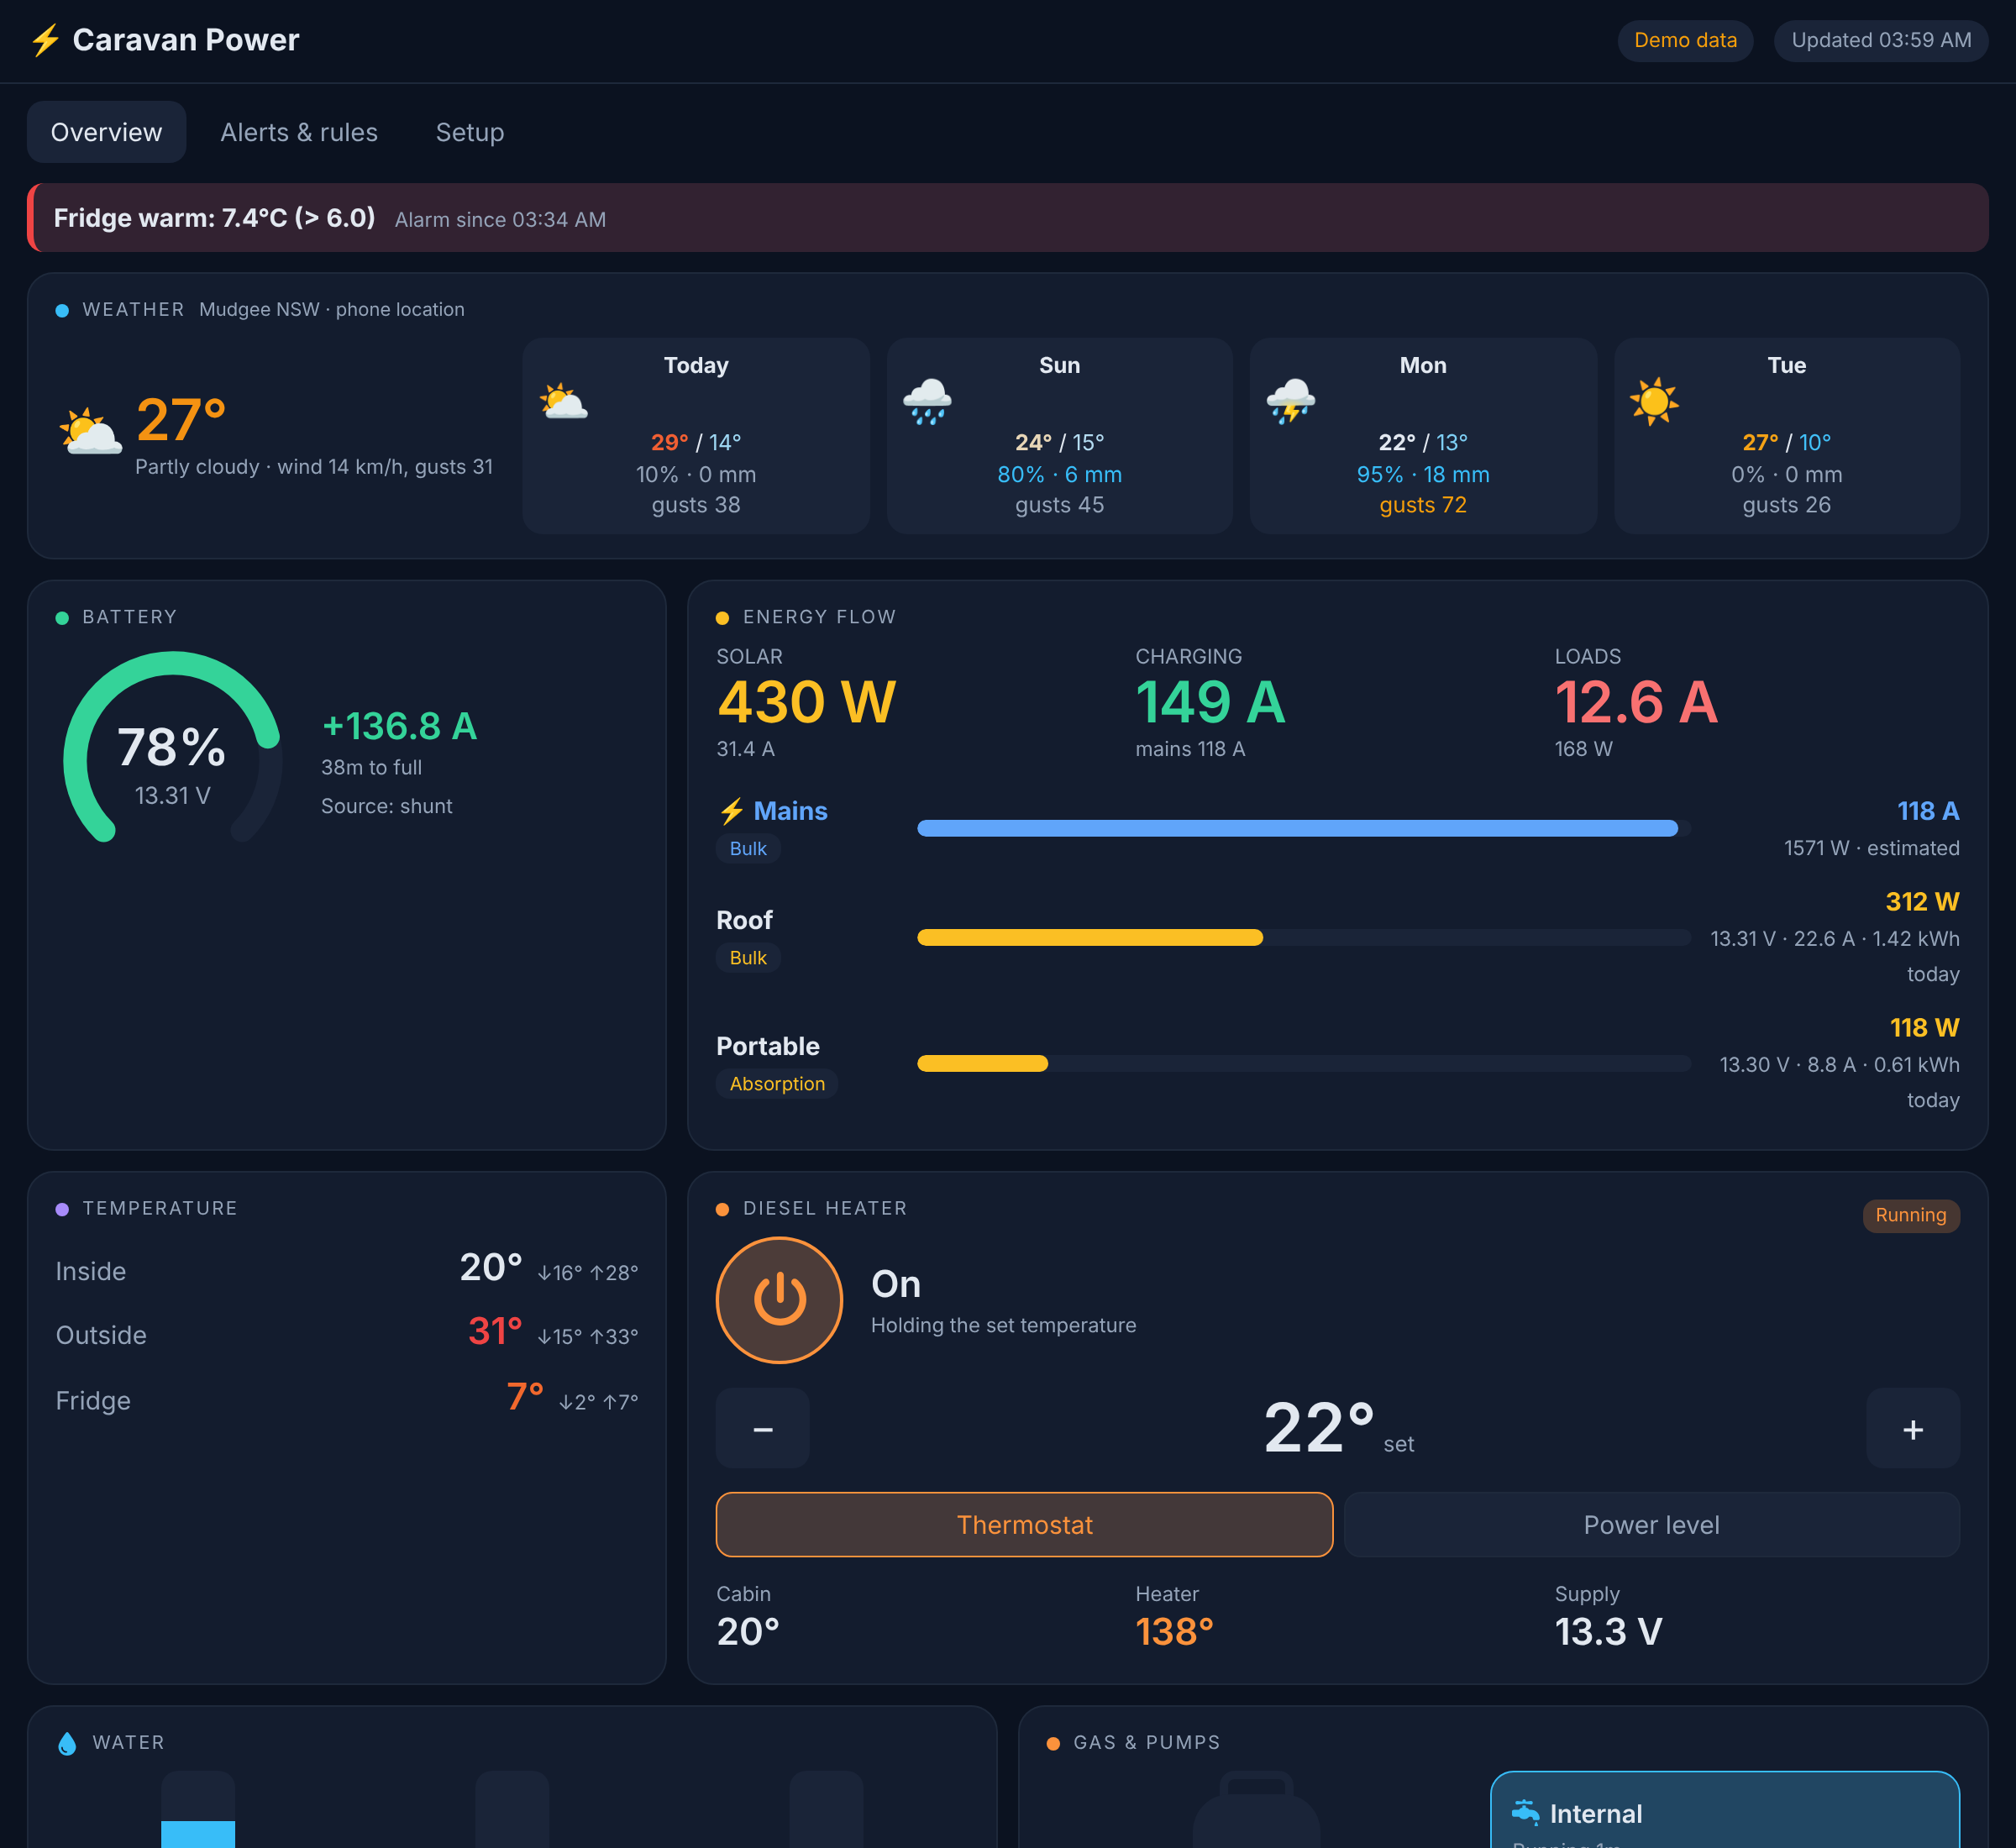 ⚡ Caravan Power
Demo data
Updated 03:59 AM
Overview
Alerts & rules
Setup
Fridge warm: 7.4°C (> 6.0) Alarm since 03:34 AM
WEATHER Mudgee NSW · phone location
27°
Partly cloudy · wind 14 km/h, gusts 31
Today
29° / 14°
10% · 0 mm
gusts 38
Sun
24° / 15°
80% · 6 mm
gusts 45
Mon
22° / 13°
95% · 18 mm
gusts 72
Tue
27° / 10°
0% · 0 mm
gusts 26
BATTERY
78%
13.31 V
+136.8 A
38m to full
Source: shunt
ENERGY FLOW
SOLAR
430 W
31.4 A
CHARGING
149 A
mains 118 A
LOADS
12.6 A
168 W
⚡ Mains
Bulk
118 A
1571 W · estimated
Roof
Bulk
312 W
13.31 V · 22.6 A · 1.42 kWh
today
Portable
Absorption
118 W
13.30 V · 8.8 A · 0.61 kWh
today
TEMPERATURE
Inside
20° ↓16° ↑28°
Outside
31° ↓15° ↑33°
Fridge
7° ↓2° ↑7°
DIESEL HEATER
Running
On
Holding the set temperature
−
22° set
+
Thermostat
Power level
Cabin
20°
Heater
138°
Supply
13.3 V
WATER
GAS & PUMPS
Internal